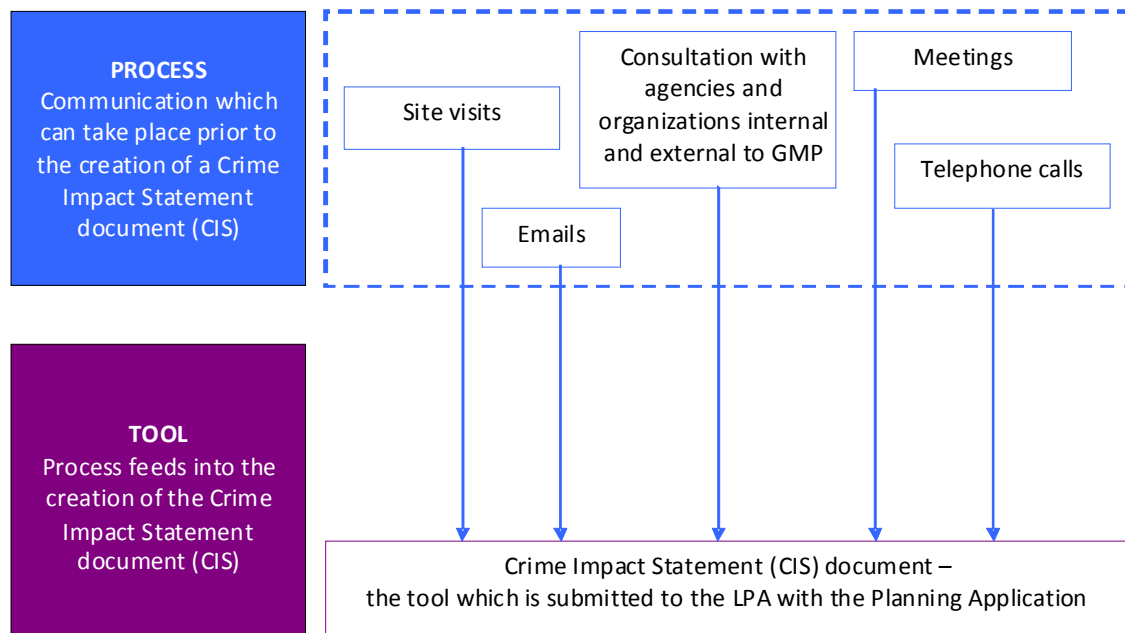 PROCESS
Communication which
can take place prior to
the creation of a Crime
Impact Statement
document (CIS)
Site visits
Emails
Consultation with
agencies and
organizations internal
and external to GMP
Meetings
Telephone calls
TOOL
Process feeds into the
creation of the Crime
Impact Statement
document (CIS)
Crime Impact Statement (CIS) document –
the tool which is submitted to the LPA with the Planning Application